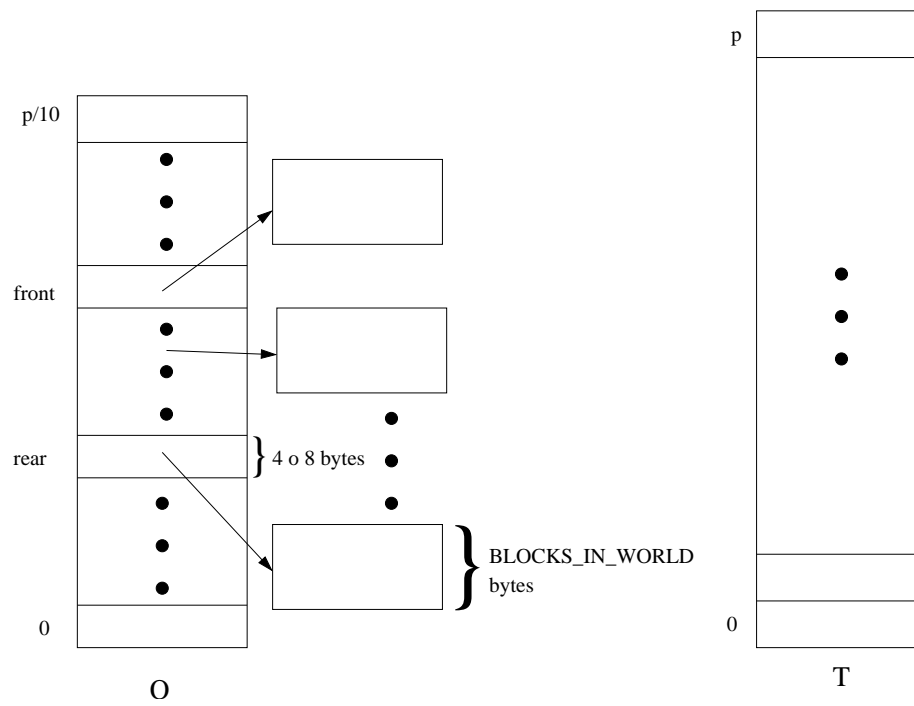 p
p/10
front
rear
4 o 8 bytes
BLOCKS_IN_WORLD
bytes
0
0
O
T